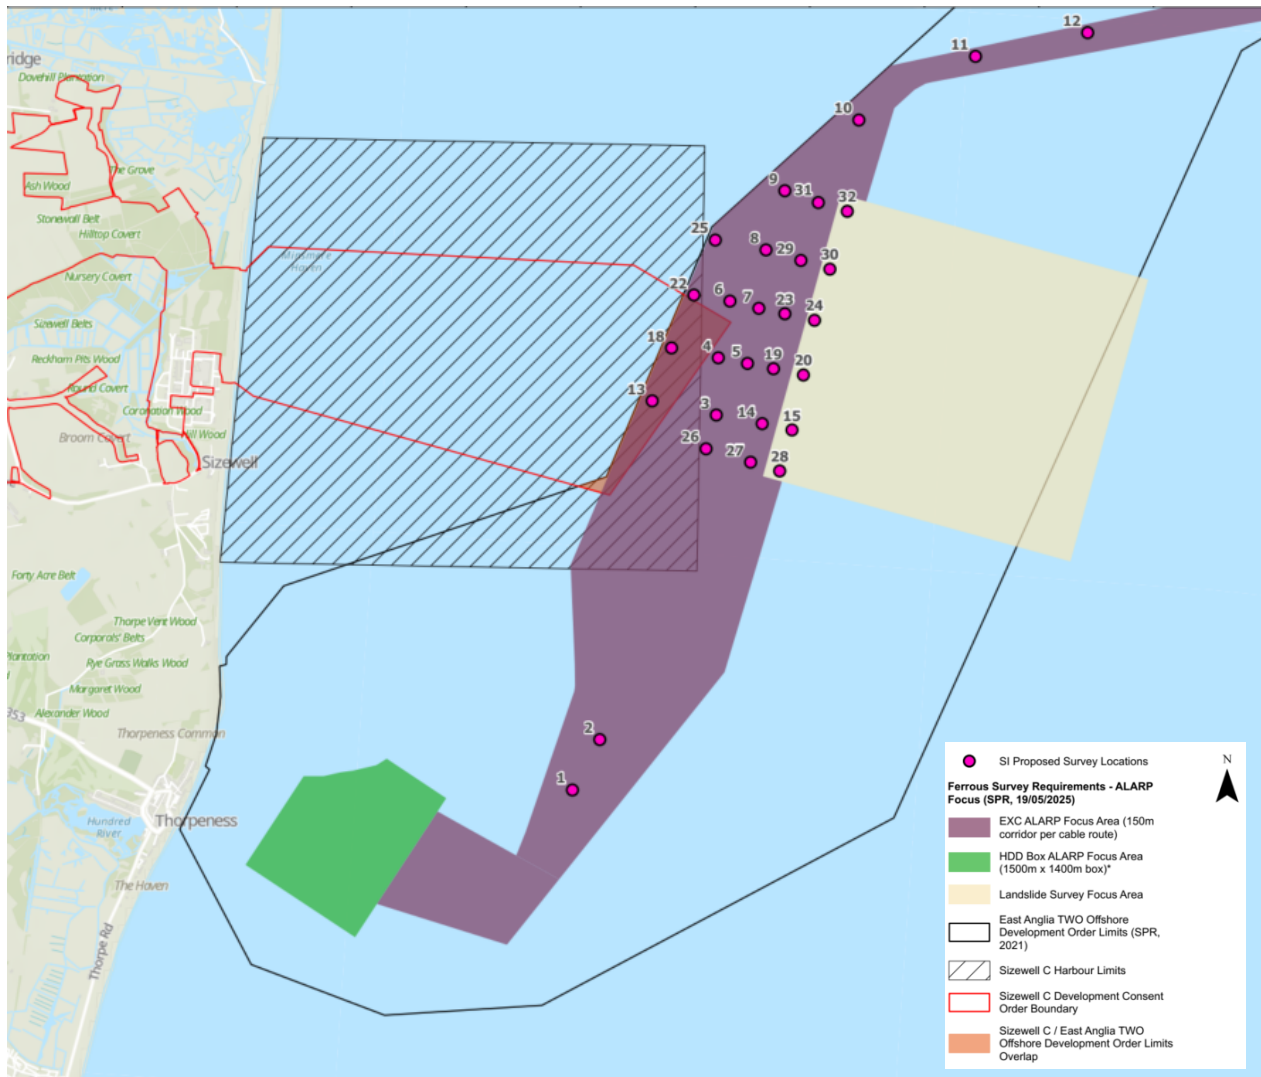 ridge
Dovehill Plantation
The Grove
Ash Wood
Stonewall Belt
Hilltop Covert
Minsmere
Haven
Nursery Covert
Sizewell Belts
Reckham Pits Wood
Round Covert
Coronation Wood
Hill Wood
Broom Covert
Sizewell
Forty Acre Belt
Thorpe Vent Wood
Corporals' Belts
Plantation
Rye Grass Walks Wood
Margaret Wood
Alexander Wood
353
Thorpeness Common
Hundred
River
Thorpeness
The Haven
Thorpe Rd
12
11
10
9
31
32
25
8
29
30
22
6
7
23
24
18
4
5
19
20
13
3
14
15
26
27
28
2
1
SI Proposed Survey Locations
N
Ferrous Survey Requirements - ALARP
Focus (SPR, 19/05/2025)
EXC ALARP Focus Area (150m
corridor per cable route)
HDD Box ALARP Focus Area
(1500m x 1400m box)*
Landslide Survey Focus Area
East Anglia TWO Offshore
Development Order Limits (SPR,
2021)
Sizewell C Harbour Limits
Sizewell C Development Consent
Order Boundary
Sizewell C / East Anglia TWO
Offshore Development Order Limits
Overlap